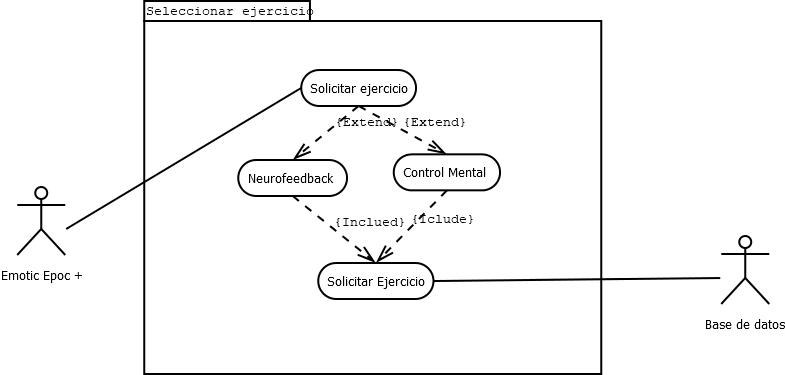 Seleccionar ejercicio
Solicitar ejercicio
{Extend} {Extend}
Neurofeedback
Control Mental
{Inclued}
{Iclude}
Solicitar Ejercicio
Emotic Epoc +
Base de datos